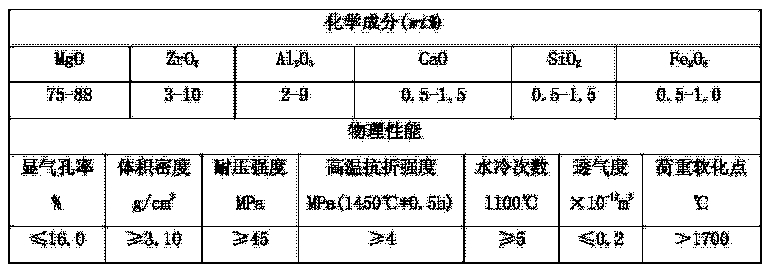 化学成分(wt%)
MgO ZrO₂ Al₂O₃ CaO SiO₂ Fe₂O₃
75-88 3-10 2-9 0.5-1.5 0.5-1.5 0.5-1.0
物理性能
显气孔率 体积密度 耐压强度 高温抗折强度 水冷次数 透气度 荷重软化点
% g/cm³ MPa MPa(1450℃*0.5h) 1100℃ ×10⁻¹²m² ℃
≤16.0 ≥3.10 ≥45 ≥4 ≥5 ≤0.2 >1700